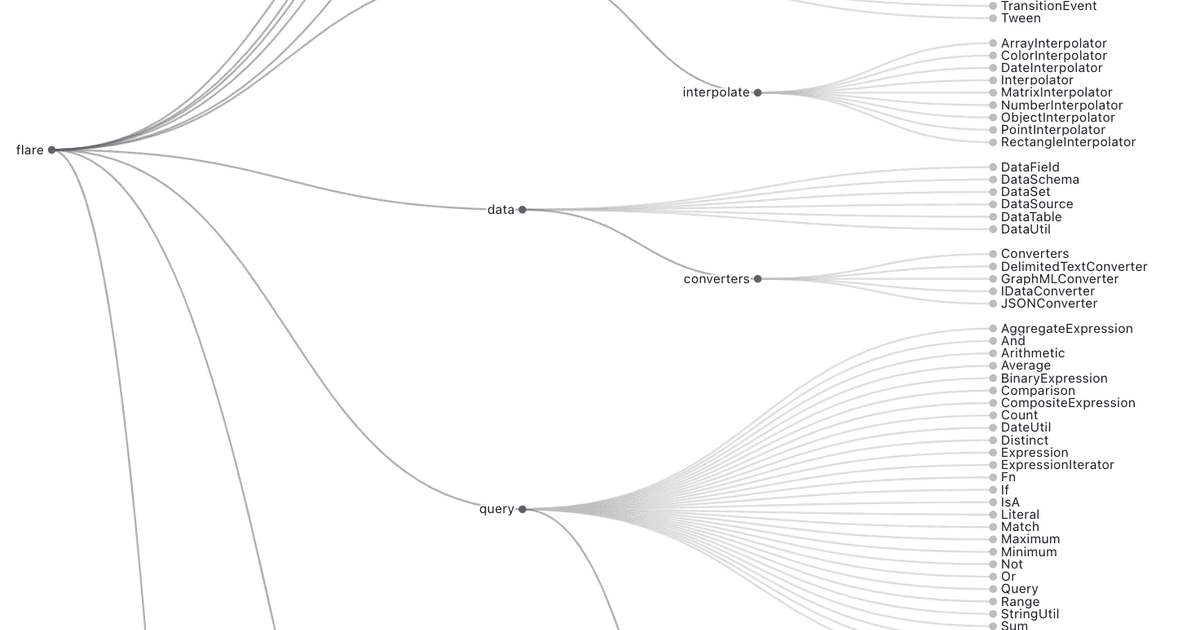 TransitionEvent
Tween
ArrayInterpolator
ColorInterpolator
DateInterpolator
Interpolator
interpolate
MatrixInterpolator
NumberInterpolator
ObjectInterpolator
PointInterpolator
RectangleInterpolator
flare
DataField
DataSchema
DataSet
DataSource
data
DataTable
DataUtil
Converters
DelimitedTextConverter
converters
GraphMLConverter
IDataConverter
JSONConverter
AggregateExpression
And
Arithmetic
Average
BinaryExpression
Comparison
CompositeExpression
Count
DateUtil
Distinct
Expression
ExpressionIterator
Fn
If
IsA
query
Literal
Match
Maximum
Minimum
Not
Or
Query
Range
StringUtil
Sum